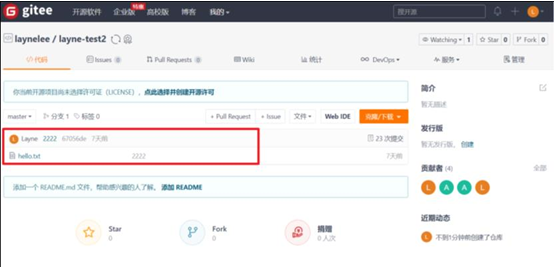 gitee
开源软件 企业版 特惠 高校版 博客 我的
搜开源
laynelee / layne-test2
Watching 1 Star 0 Fork 0
代码 Issues 0 Pull Requests 0 Wiki 统计 DevOps 服务 管理
你当前开源项目尚未选择许可证（LICENSE），点此选择并创建开源许可
简介
暂无描述
master 分支 1 标签 0 + Pull Request + Issue 文件 Web IDE 克隆/下载
发行版
暂无发行版，创建
L Layne 2222 67056de 7天前 23 次提交
hello.txt 2222 7天前
贡献者 (4) 全部
L A A L
添加一个 README.md 文件，帮助感兴趣的人了解。 添加 README
近期动态
L 不到1分钟前创建了仓库
Star
0
Fork
0
捐赠
0 人次